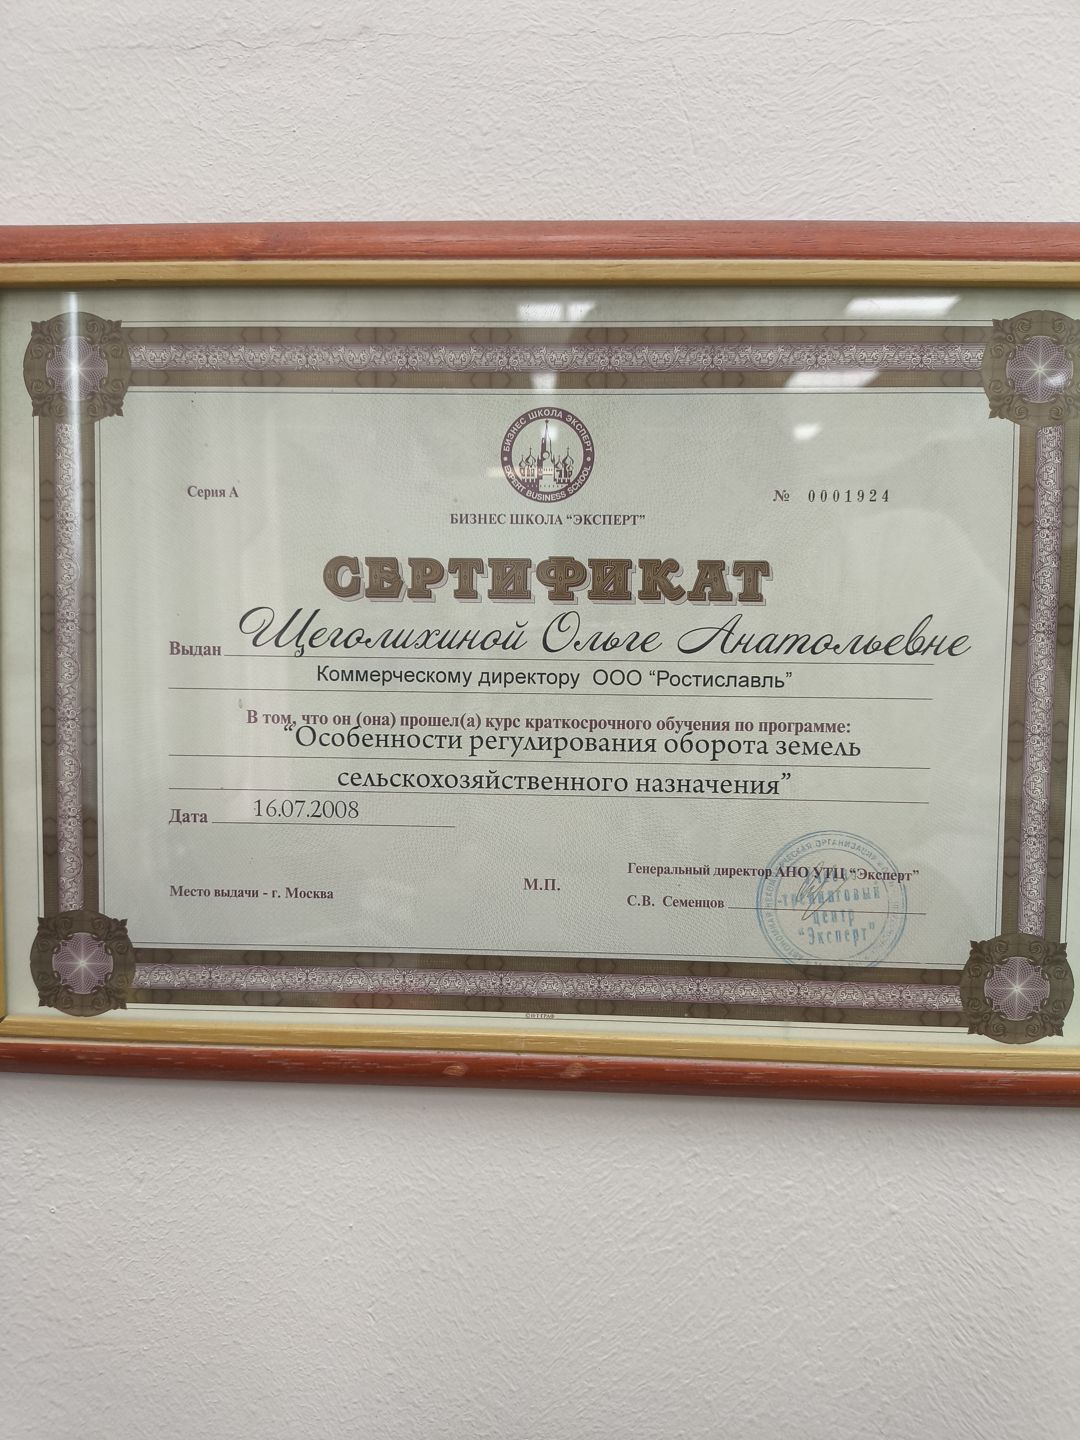 БИЗНЕС ШКОЛА ЭКСПЕРТ
EXPERT BUSINESS SCHOOL
Серия А
№ 0001924
БИЗНЕС ШКОЛА “ЭКСПЕРТ”
СЕРТИФИКАТ
Выдан Щеголихиной Ольге Анатольевне
Коммерческому директору ООО “Ростиславль”
В том, что он (она) прошел(а) курс краткосрочного обучения по программе:
“Особенности регулирования оборота земель
сельскохозяйственного назначения”
Дата 16.07.2008
Генеральный директор АНО УТЦ “Эксперт”
Место выдачи - г. Москва
М.П.
С.В. Семенцов
тренинговый
центр
“Эксперт”